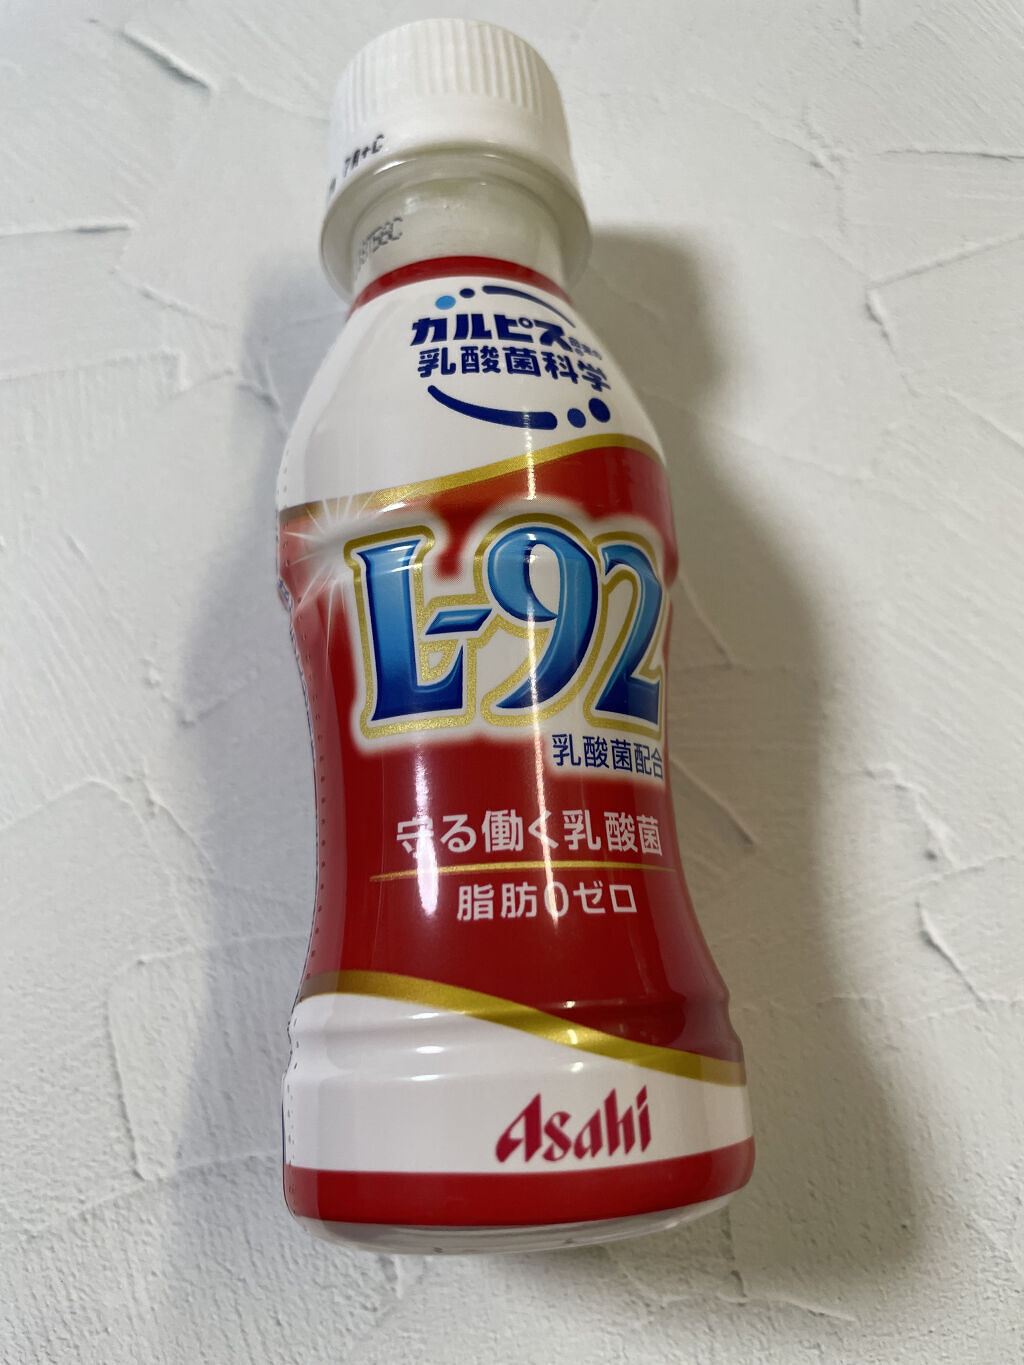 7A+C
カルピス
乳酸菌科学
L-92
乳酸菌配合
守る働く乳酸菌
脂肪0ゼロ
Asahi